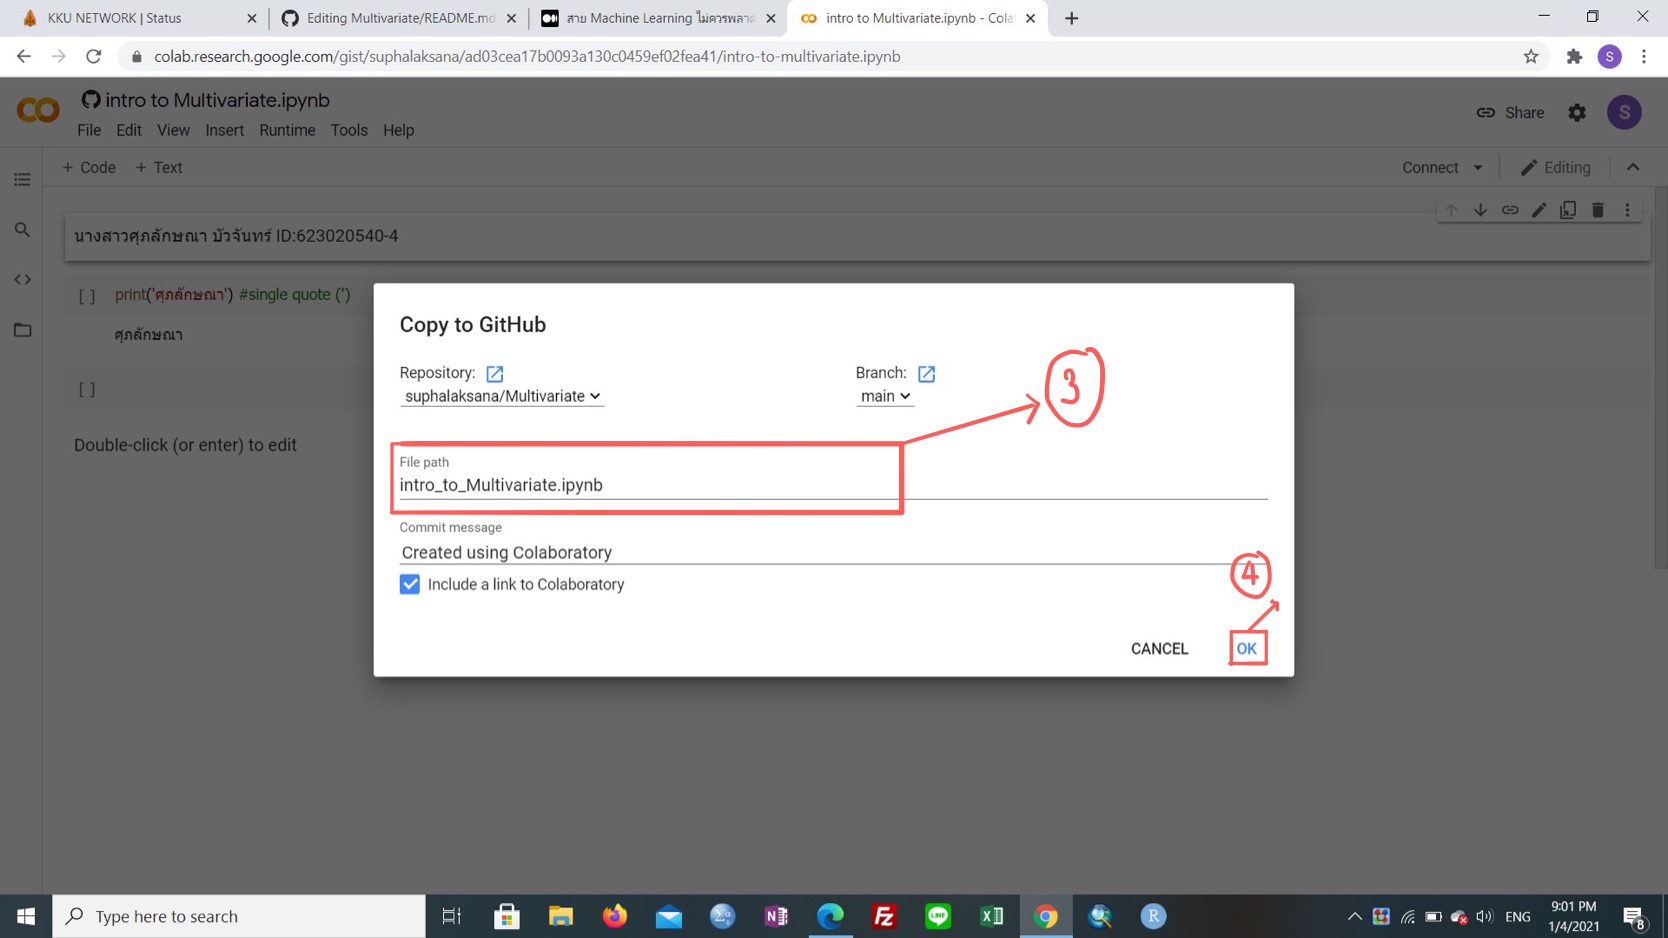 KKU NETWORK | Status
Editing Multivariate/README.md
สาย Machine Learning ไม่ควรพลาด
intro to Multivariate.ipynb - Cola
colab.research.google.com/gist/suphalaksana/ad03cea17b0093a130c0459ef02fea41/intro-to-multivariate.ipynb
S
intro to Multivariate.ipynb
File Edit View Insert Runtime Tools Help
Share
S
+ Code + Text
Connect
Editing
นางสาวศุภลักษณา บัวจันทร์ ID:623020540-4
[ ] print('ศุภลักษณา') #single quote (')
ศุภลักษณา
[ ]
Double-click (or enter) to edit
Copy to GitHub
Repository:
Branch:
suphalaksana/Multivariate
main
3
File path
intro_to_Multivariate.ipynb
Commit message
Created using Colaboratory
4
Include a link to Colaboratory
CANCEL
OK
Type here to search
ENG
9:01 PM
1/4/2021
8